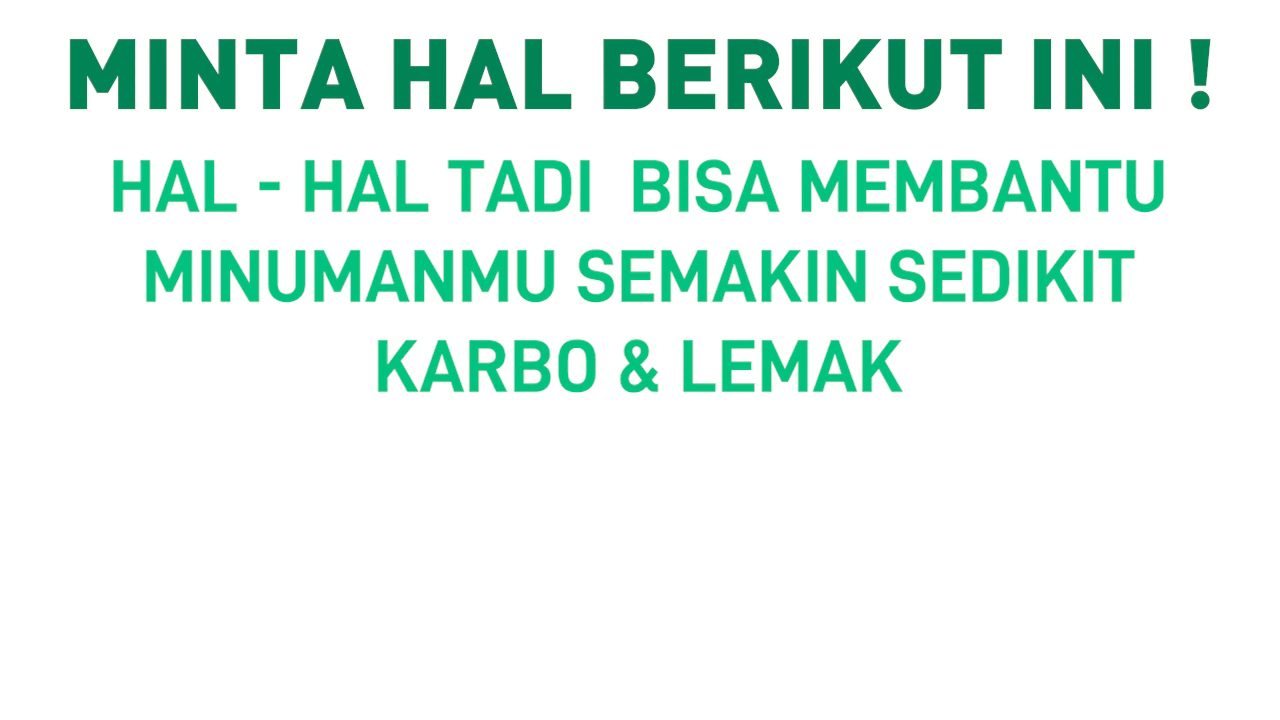 MINTA HAL BERIKUT INI !
HAL - HAL TADI BISA MEMBANTU
MINUMANMU SEMAKIN SEDIKIT
KARBO & LEMAK